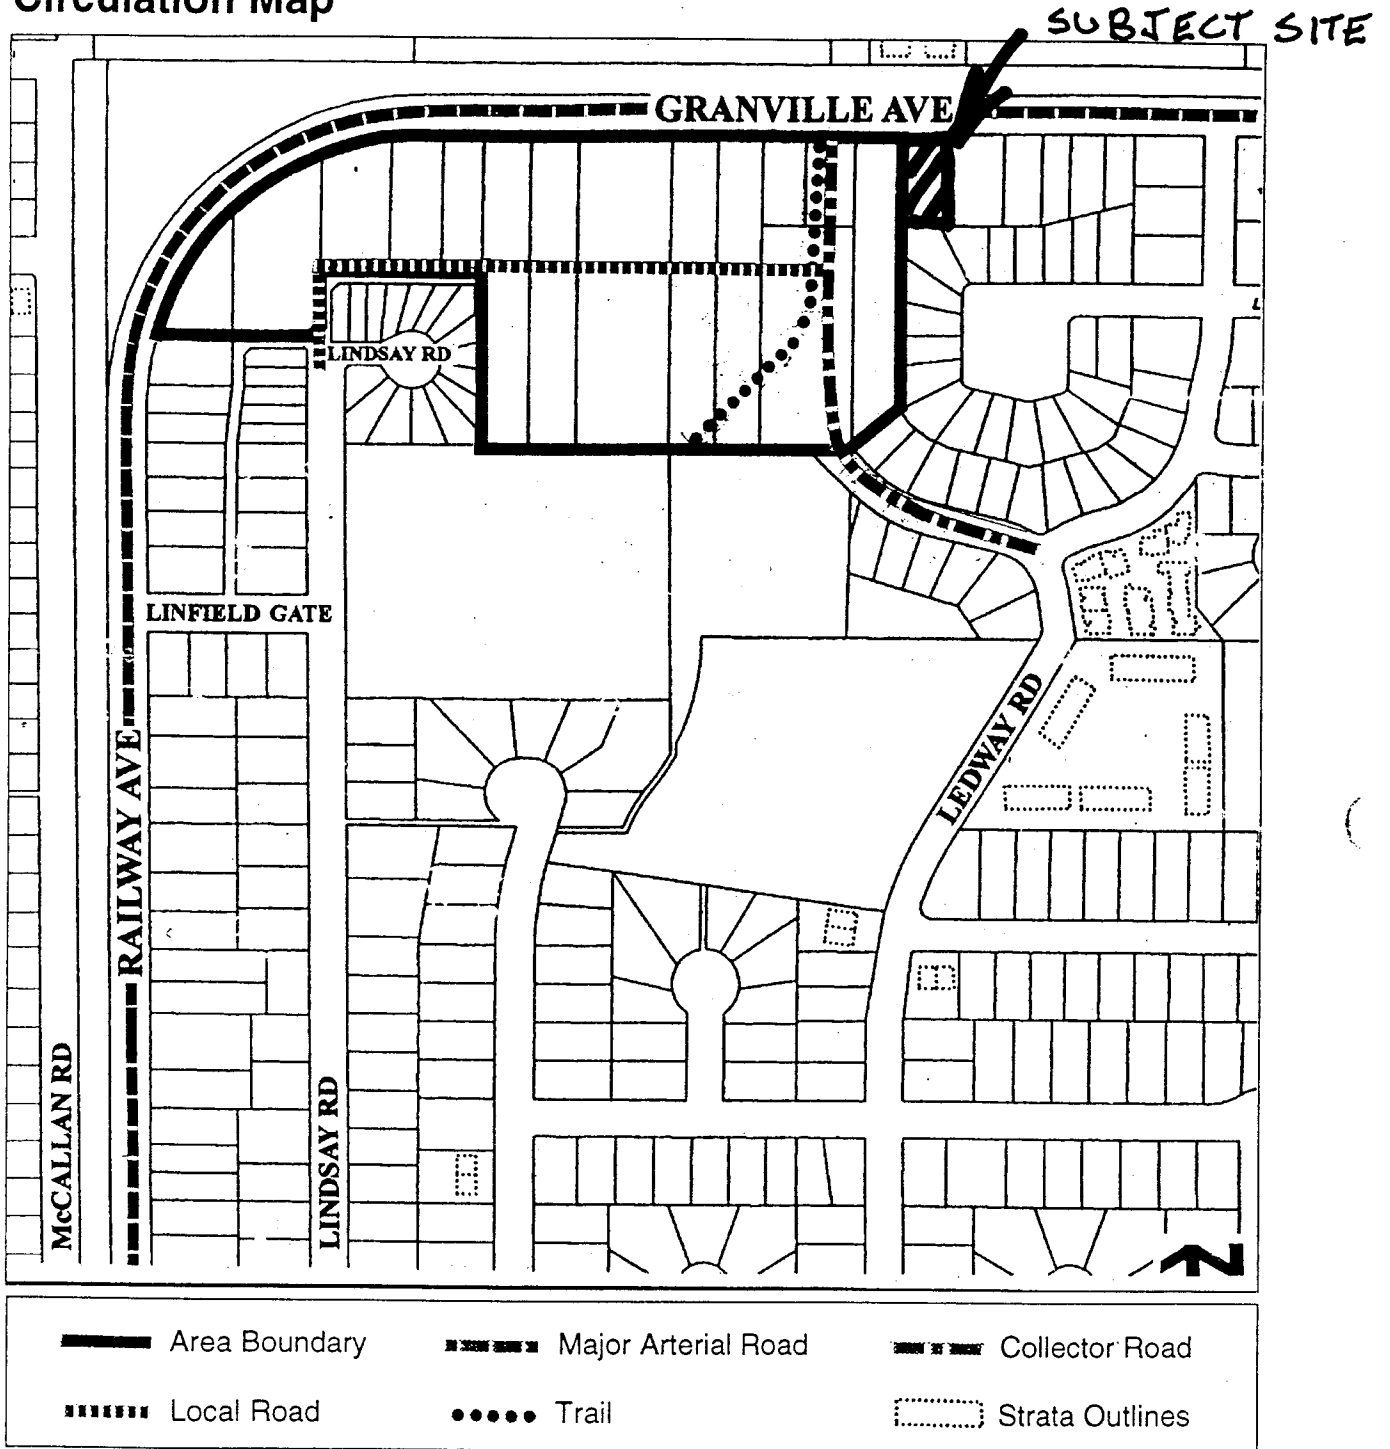 Circulation Map
SUBJECT SITE
GRANVILLE AVE
LINDSAY RD
LINFIELD GATE
RAILWAY AVE
LEDWAY RD
McCALLAN RD
LINDSAY RD
N
Area Boundary
Major Arterial Road
Collector Road
Local Road
Trail
Strata Outlines